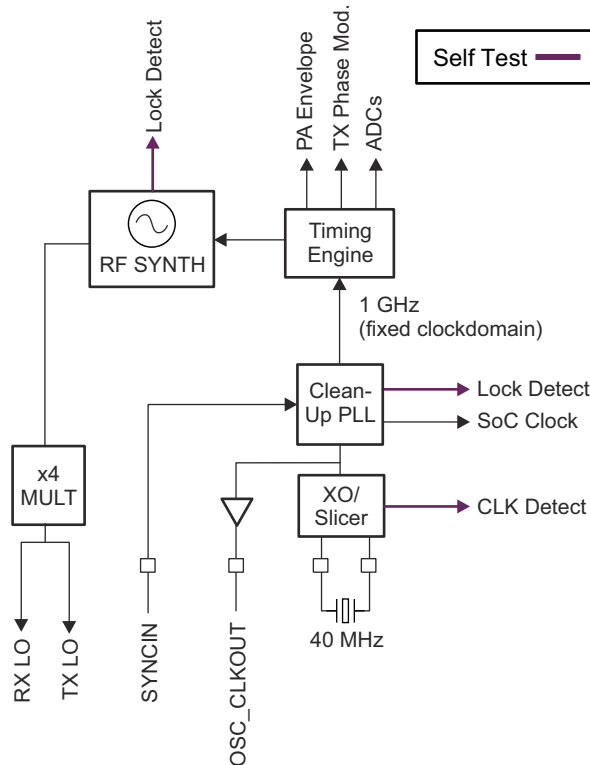 Self Test
Lock Detect
PA Envelope
TX Phase Mod.
ADCs
RF SYNTH
Timing
Engine
1 GHz
(fixed clockdomain)
Clean-
Up PLL
Lock Detect
SoC Clock
x4
MULT
XO/
Slicer
CLK Detect
40 MHz
RX LO
TX LO
SYNCIN
OSC_CLKOUT